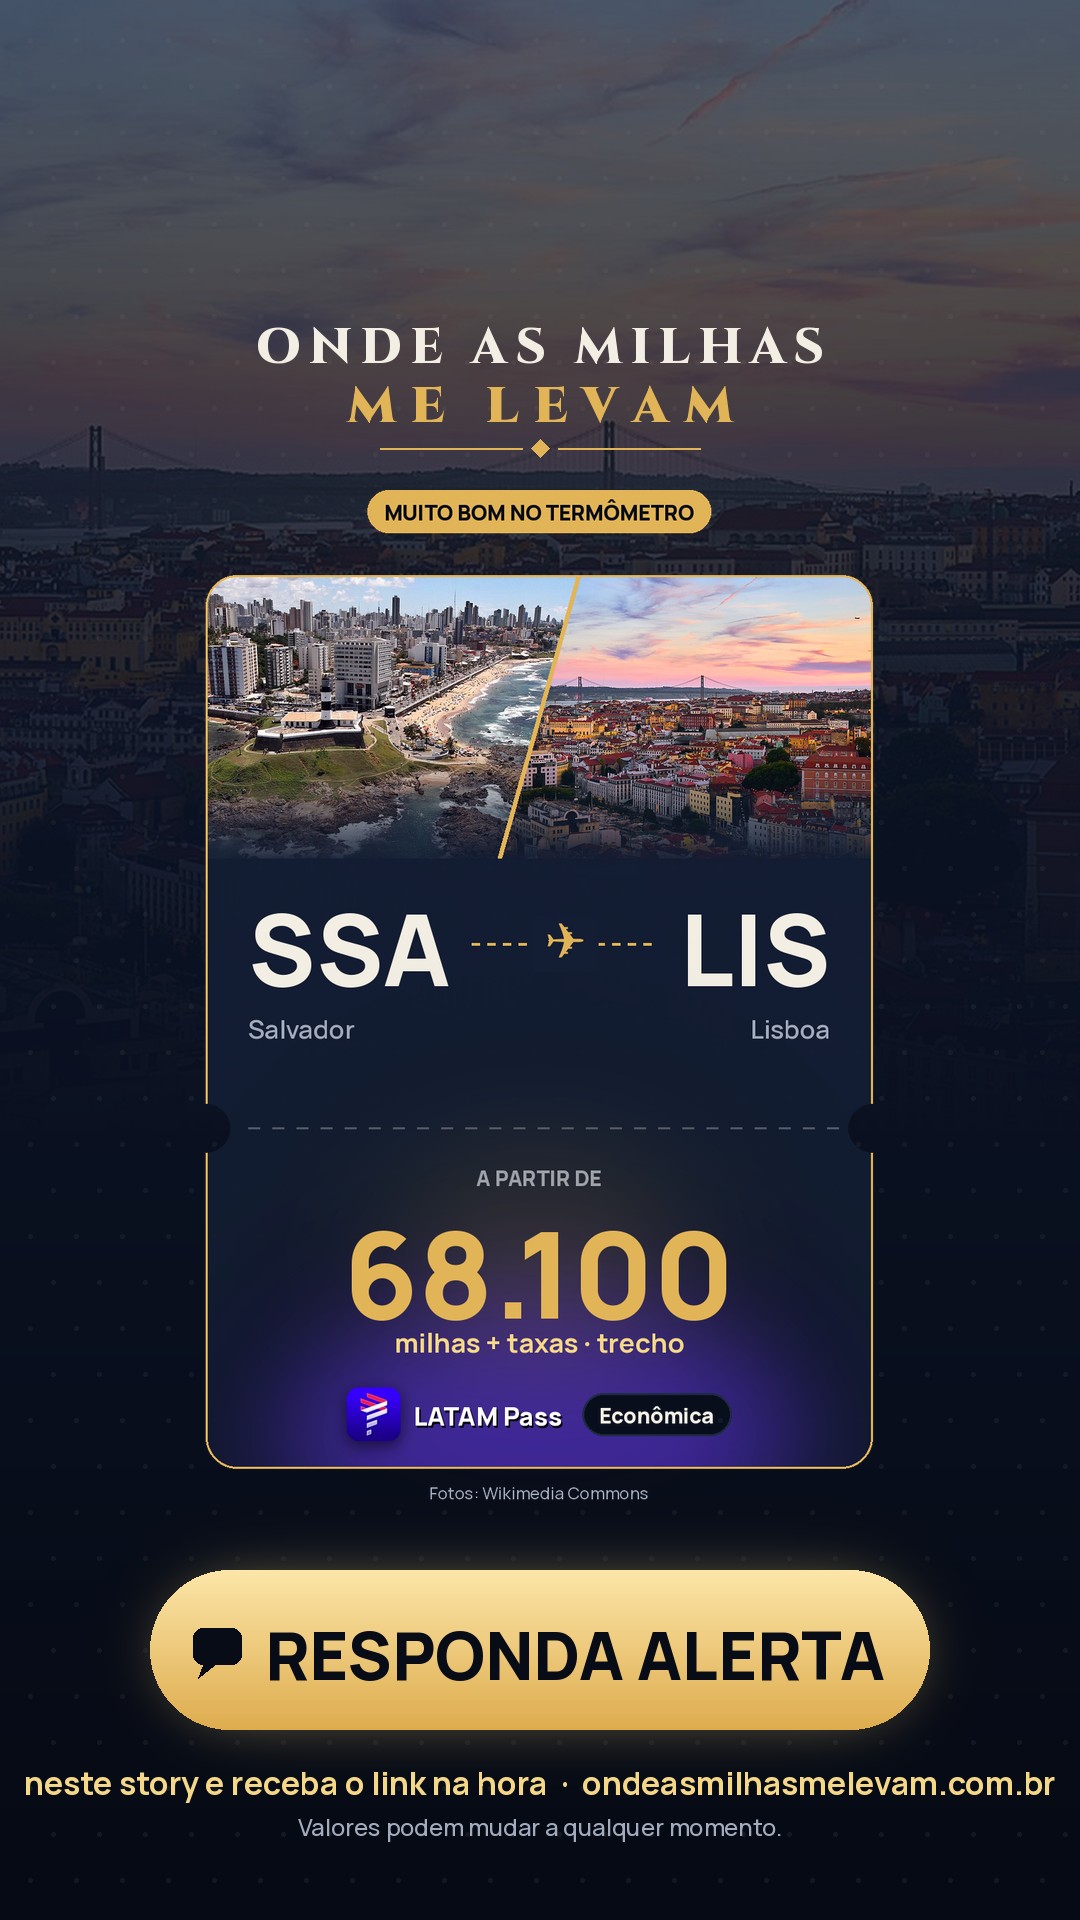 ONDE AS MILHAS
ME LEVAM
MUITO BOM NO TERMÔMETRO
SSA LIS
Salvador Lisboa
A PARTIR DE
68.100
milhas + taxas · trecho
LATAM Pass Econômica
Fotos: Wikimedia Commons
RESPONDA ALERTA
neste story e receba o link na hora · ondeasmilhasmelevam.com.br
Valores podem mudar a qualquer momento.